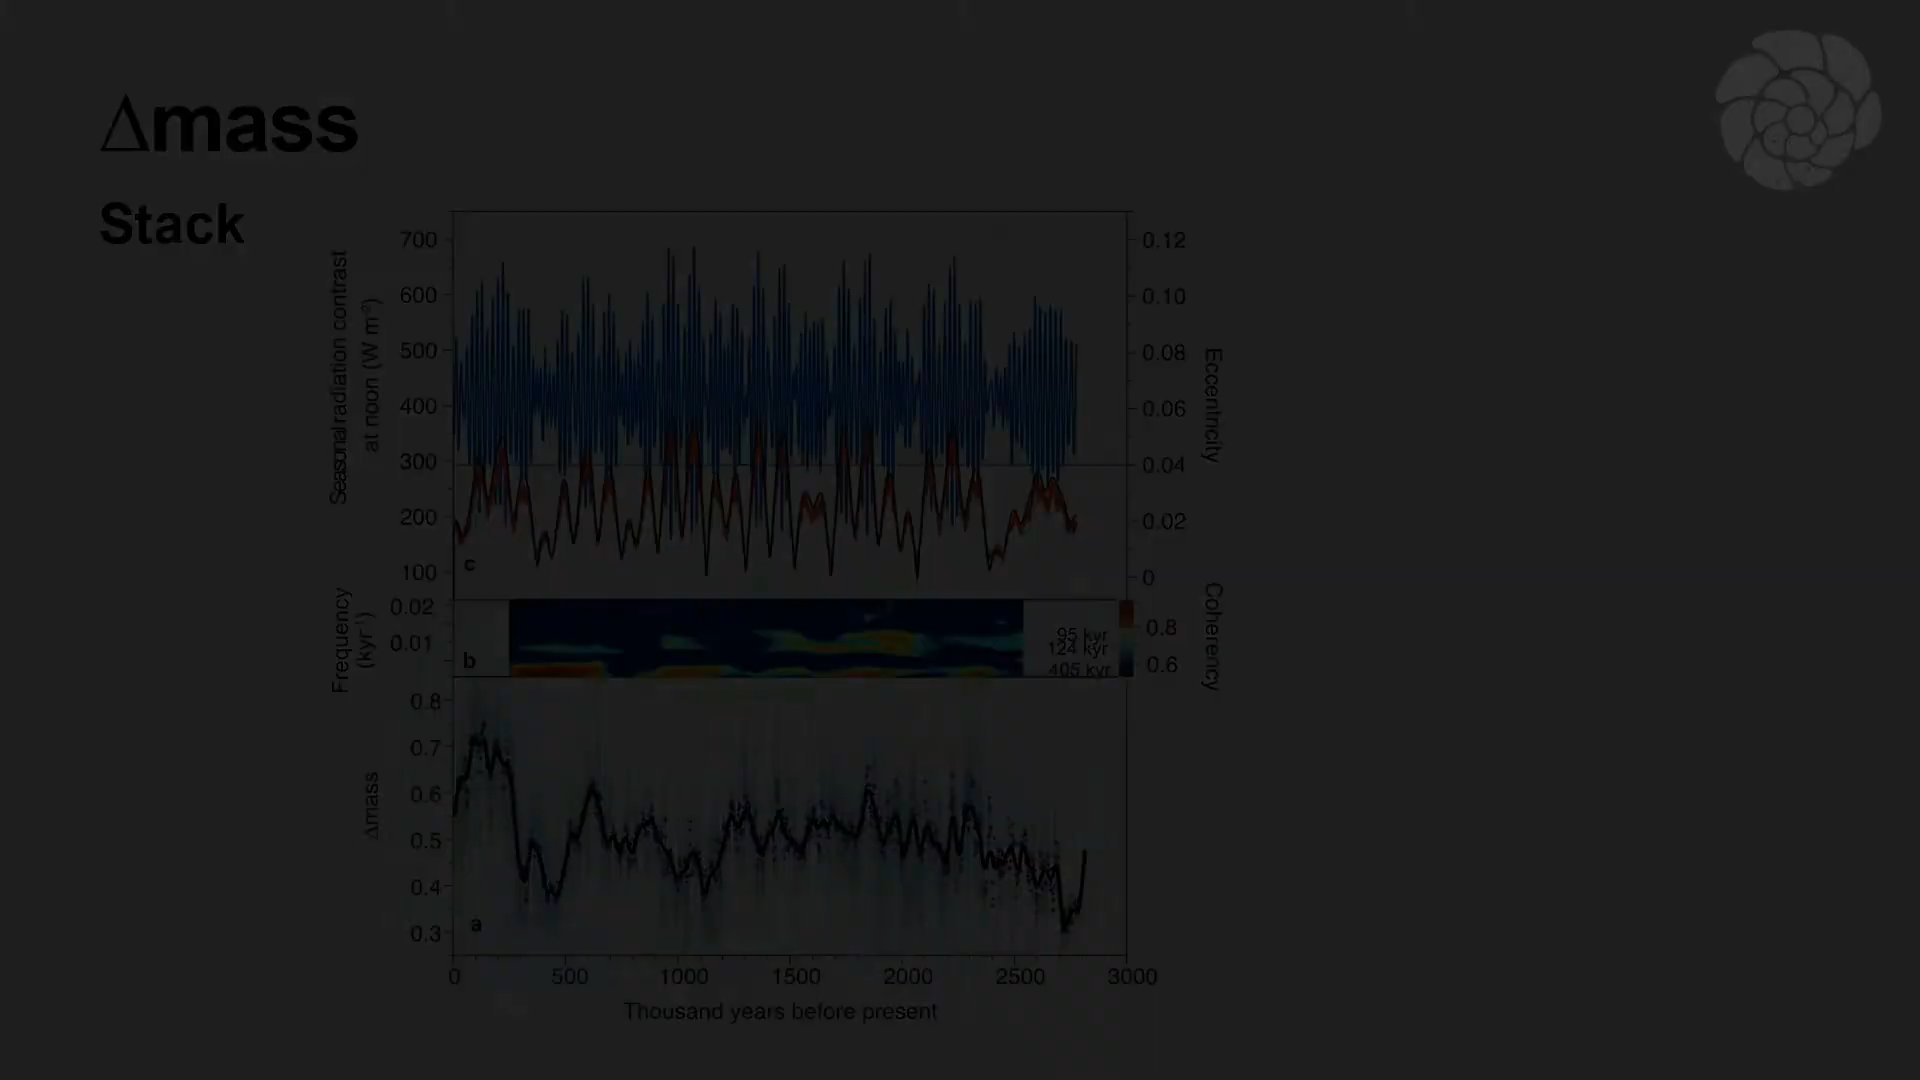 Δmass
Stack
Seasonal radiation contrast
at noon (W m-2)
700
600
500
400
300
200
100
c
0.12
0.10
0.08
0.06
0.04
0.02
0
Eccentricity
Frequency
(kyr-1)
0.02
0.01
b
95 kyr
124 kyr
405 kyr
0.8
0.6
Coherency
Δmass
0.8
0.7
0.6
0.5
0.4
0.3
a
0 500 1000 1500 2000 2500 3000
Thousand years before present